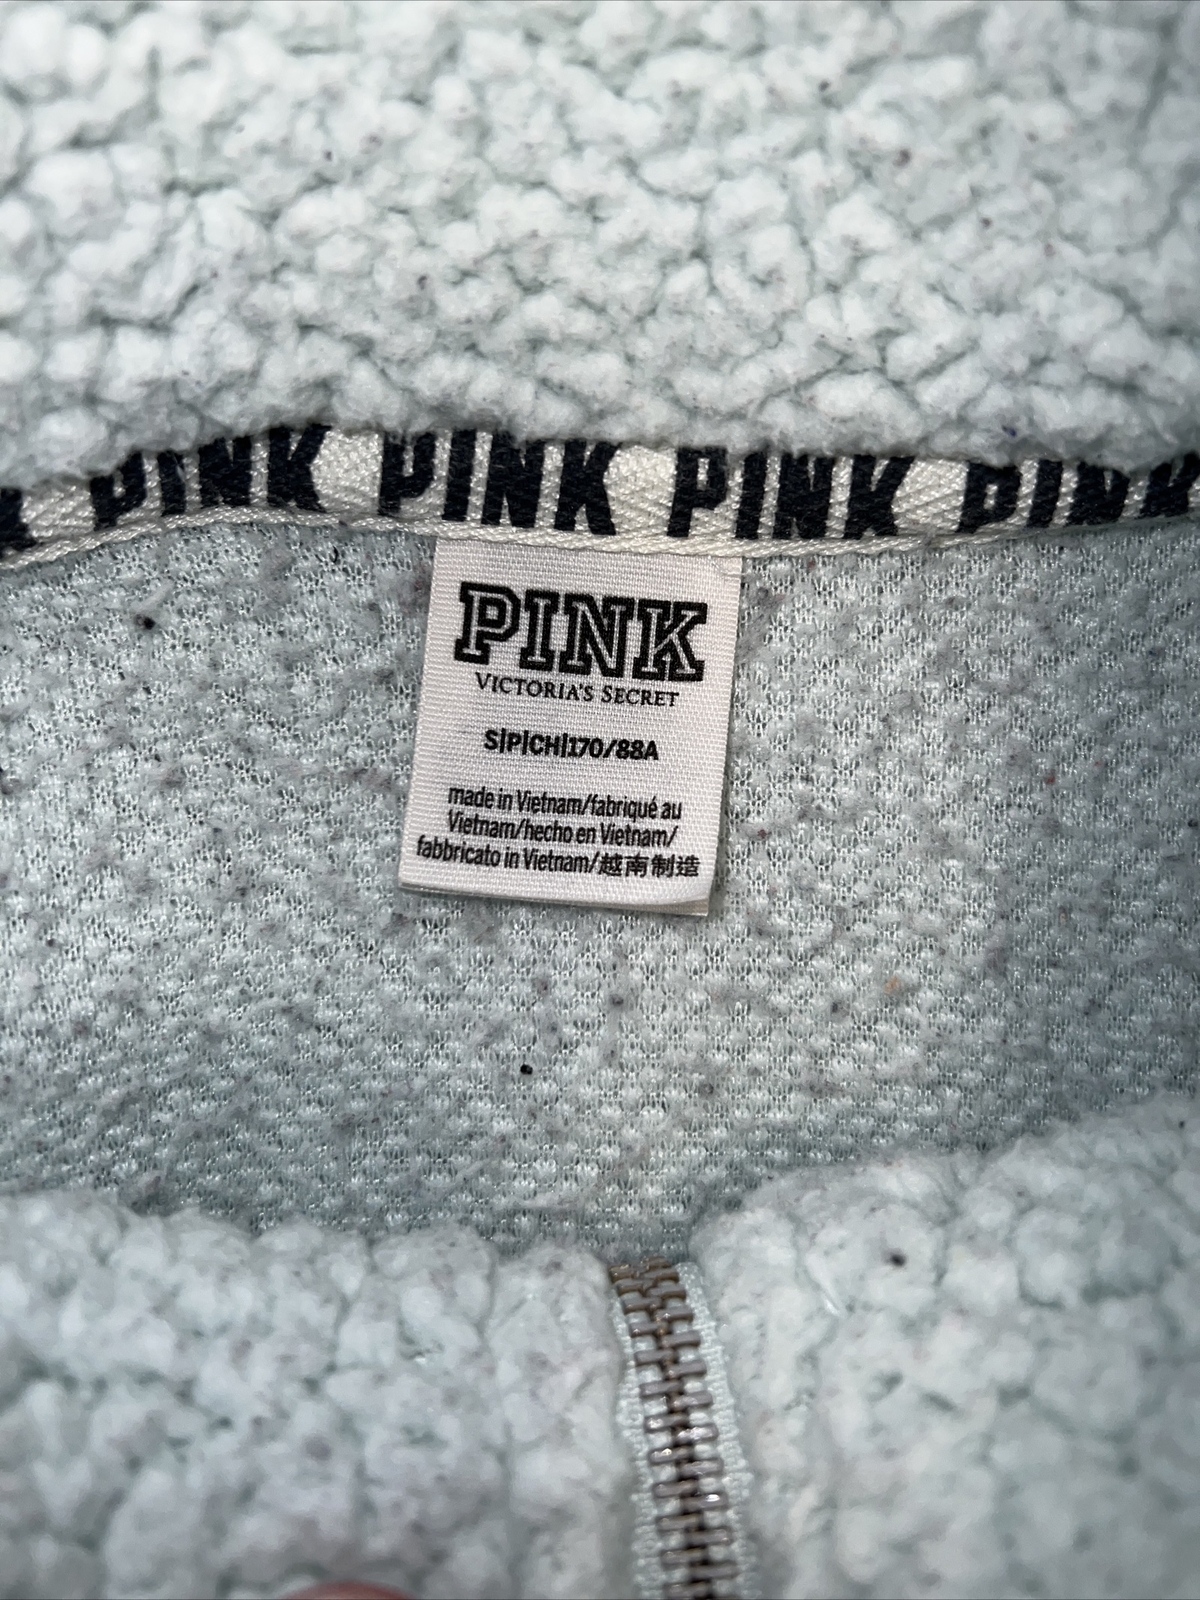 PINK PINK PINK PINK
PINK
VICTORIA'S SECRET
S|P|CH|170/88A
made in Vietnam/fabriqué au
Vietnam/hecho en Vietnam/
fabbricato in Vietnam/越南制造